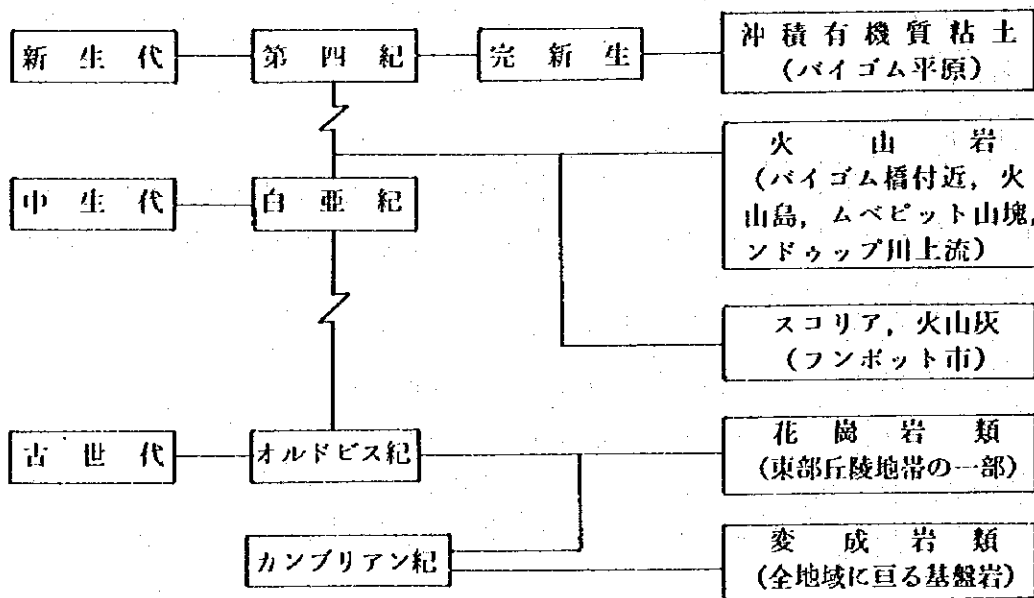 新生代
第四紀
完新生
沖積有機質粘土
(バイゴム平原)
火山岩
(バイゴム橋付近，火
山島，ムベピット山塊，
ンドゥップ川上流)
中生代
白亜紀
スコリア，火山灰
(フンボット市)
古世代
オルドビス紀
花崗岩類
(東部丘陵地帯の一部)
カンブリアン紀
変成岩類
(全地域に亘る基盤岩)